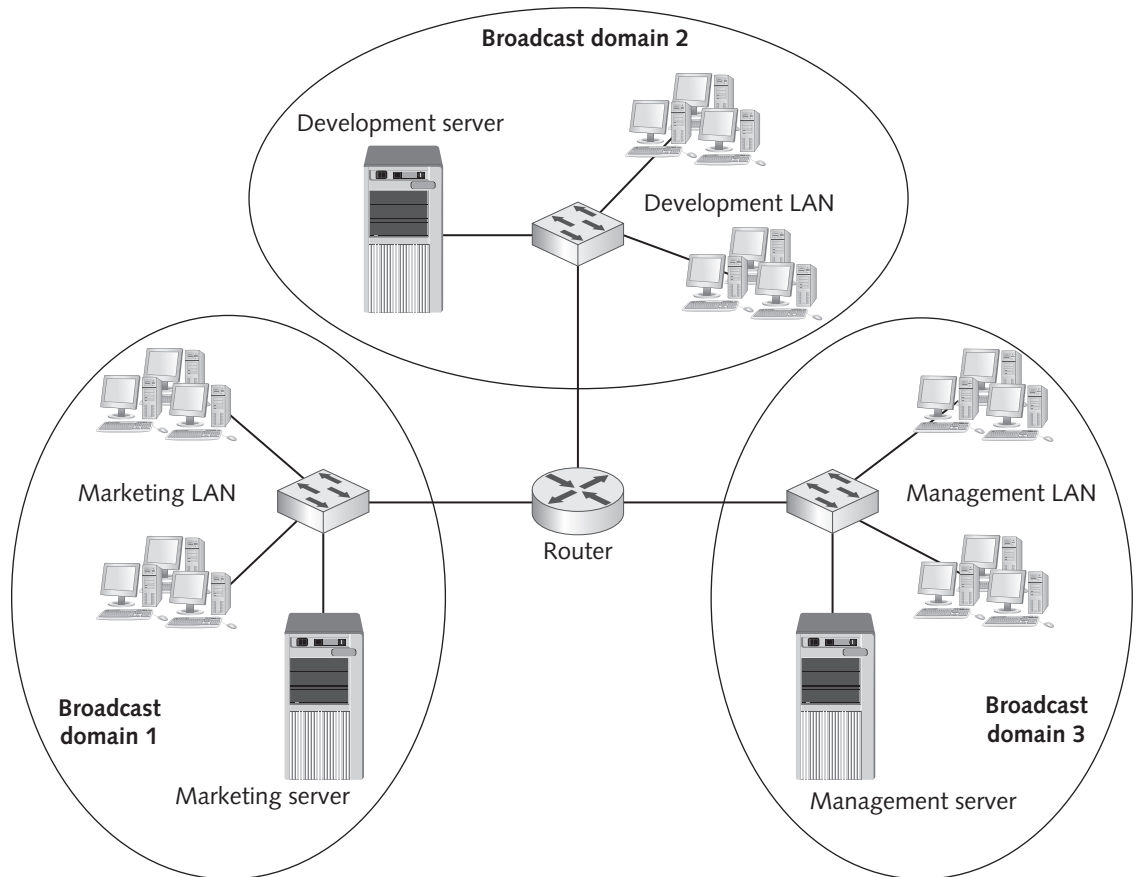 Broadcast domain 2
Development server
Development LAN
Marketing LAN
Management LAN
Router
Broadcast
domain 1
Broadcast
domain 3
Marketing server
Management server